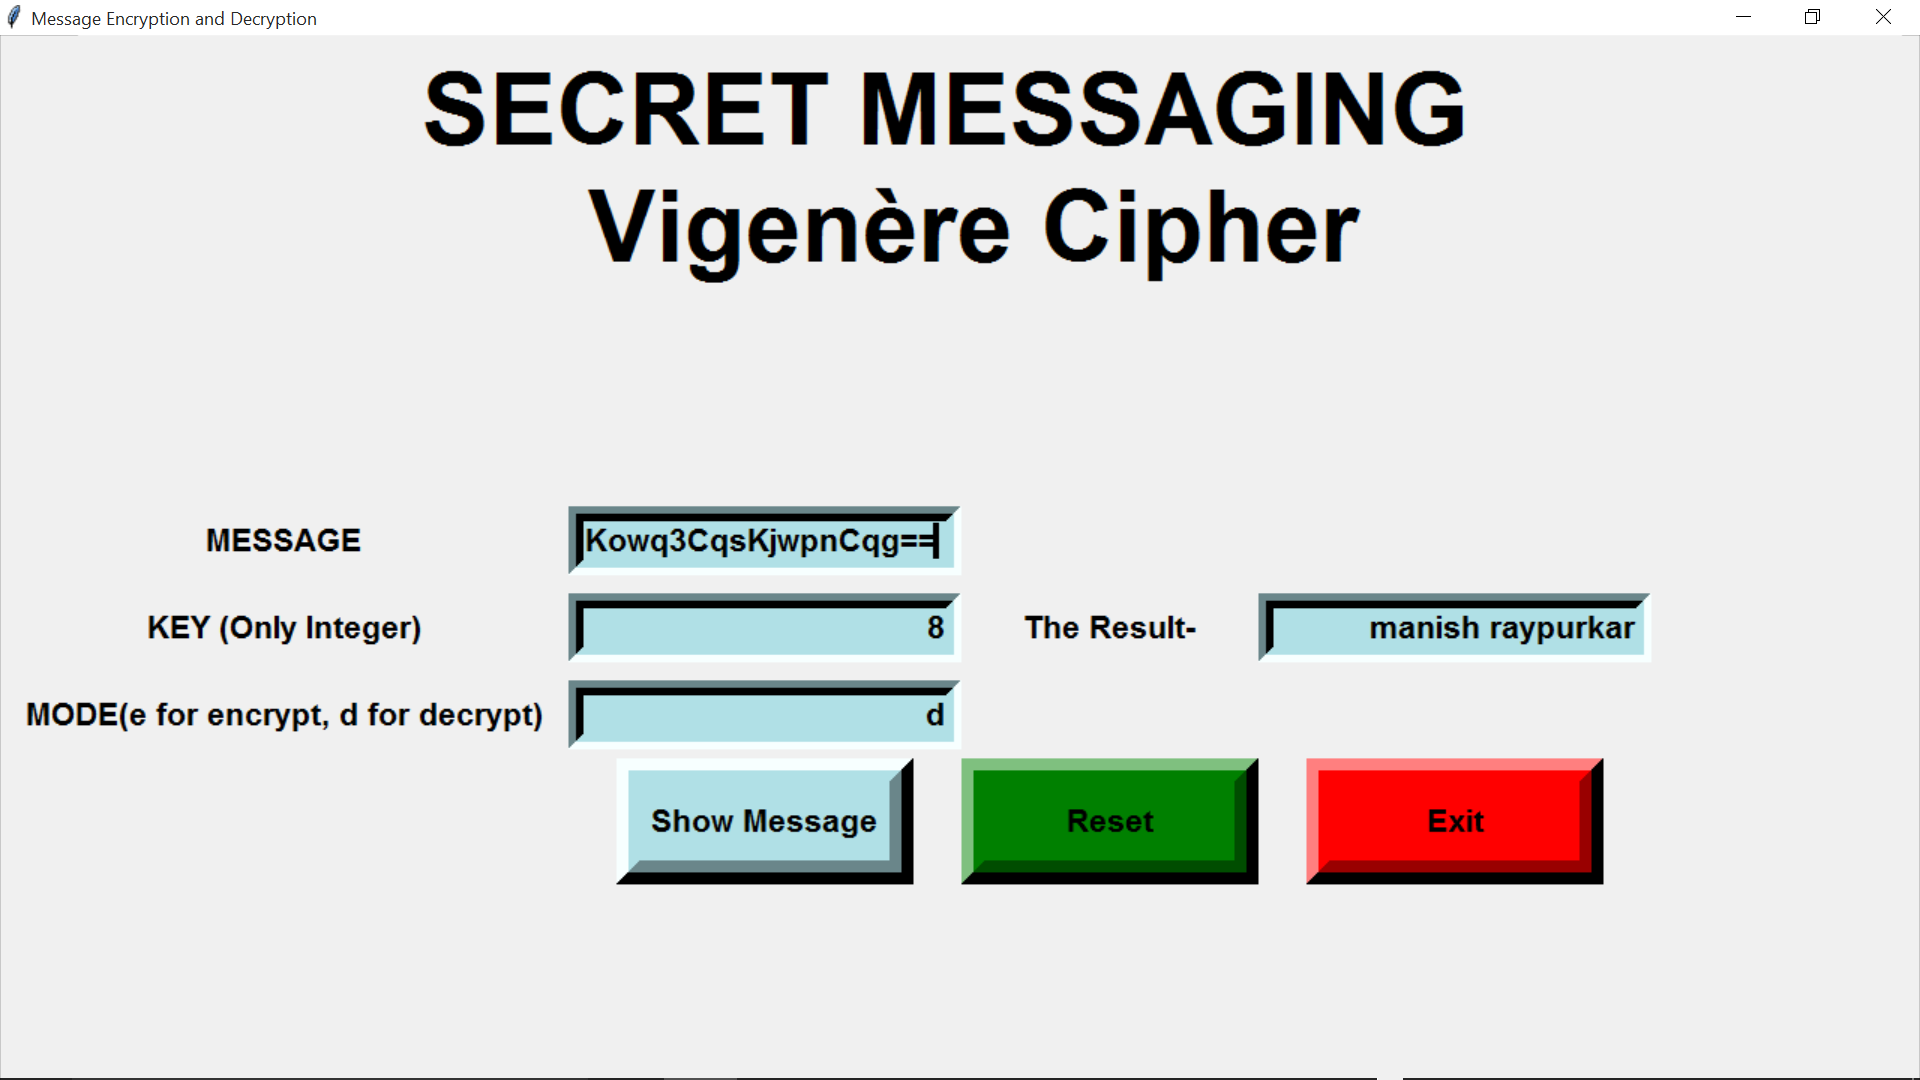 Message Encryption and Decryption
SECRET MESSAGING
Vigenère Cipher
MESSAGE
Kowq3CqsKjwpnCqg==
KEY (Only Integer)
8
The Result-
manish raypurkar
MODE(e for encrypt, d for decrypt)
d
Show Message
Reset
Exit